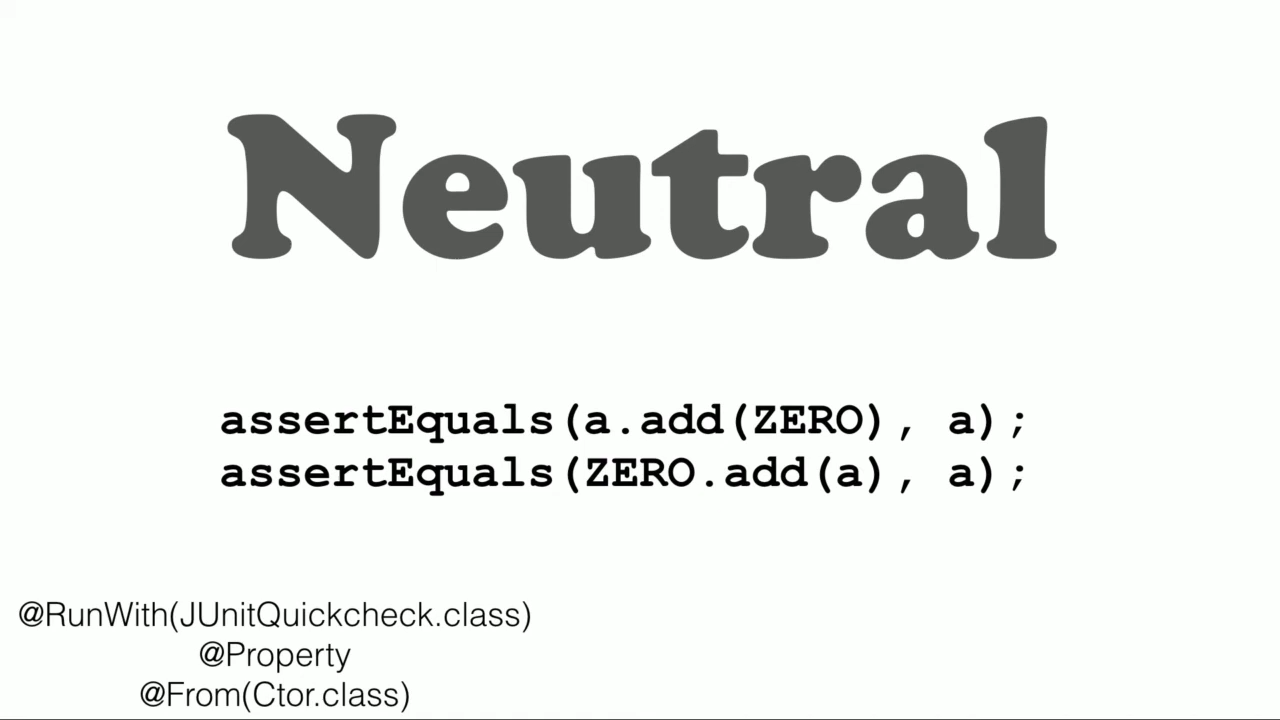 Neutral
assertEquals(a.add(ZERO), a);
assertEquals(ZERO.add(a), a);
@RunWith(JUnitQuickcheck.class)
@Property
@From(Ctor.class)